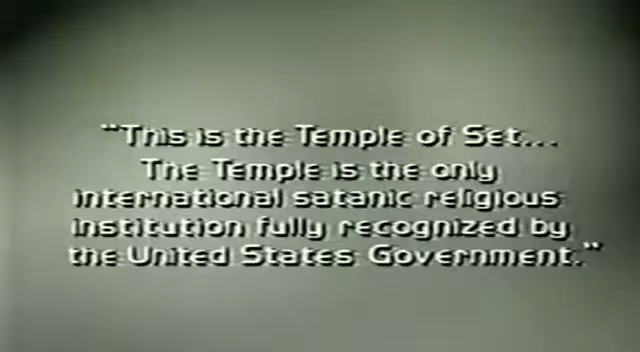 "This is the Temple of Set...
The Temple is the only
international satanic religious
institution fully recognized by
the United States Government."